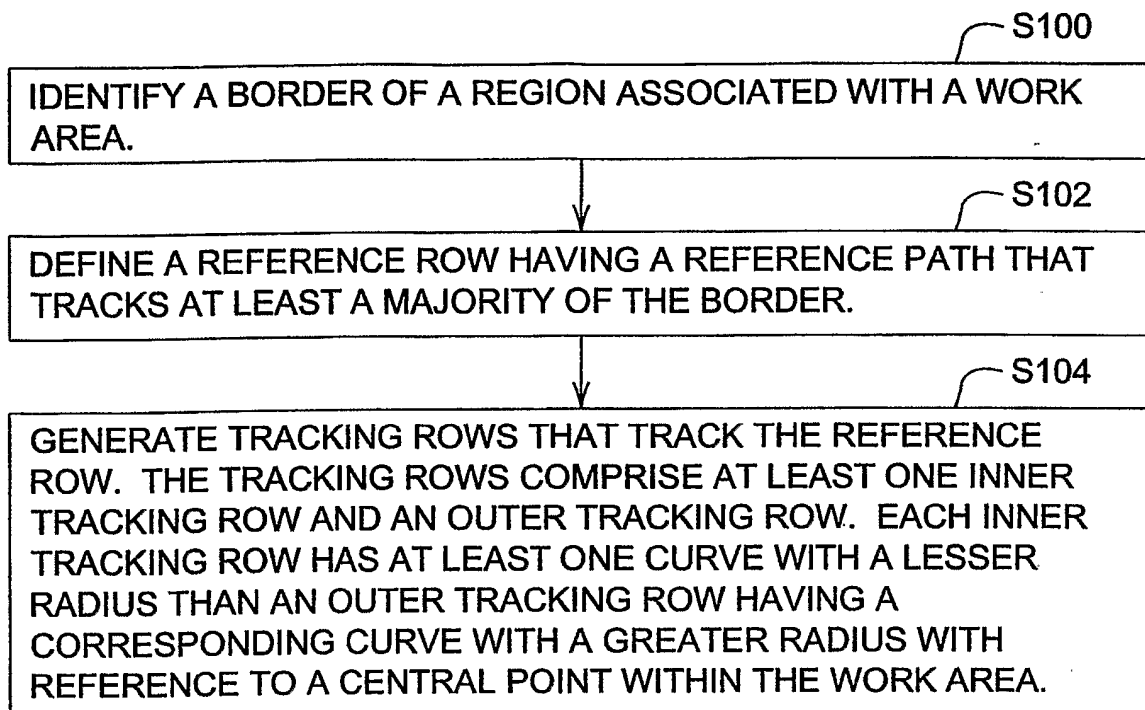 S100
IDENTIFY A BORDER OF A REGION ASSOCIATED WITH A WORK
AREA.
S102
DEFINE A REFERENCE ROW HAVING A REFERENCE PATH THAT
TRACKS AT LEAST A MAJORITY OF THE BORDER.
S104
GENERATE TRACKING ROWS THAT TRACK THE REFERENCE
ROW. THE TRACKING ROWS COMPRISE AT LEAST ONE INNER
TRACKING ROW AND AN OUTER TRACKING ROW. EACH INNER
TRACKING ROW HAS AT LEAST ONE CURVE WITH A LESSER
RADIUS THAN AN OUTER TRACKING ROW HAVING A
CORRESPONDING CURVE WITH A GREATER RADIUS WITH
REFERENCE TO A CENTRAL POINT WITHIN THE WORK AREA.